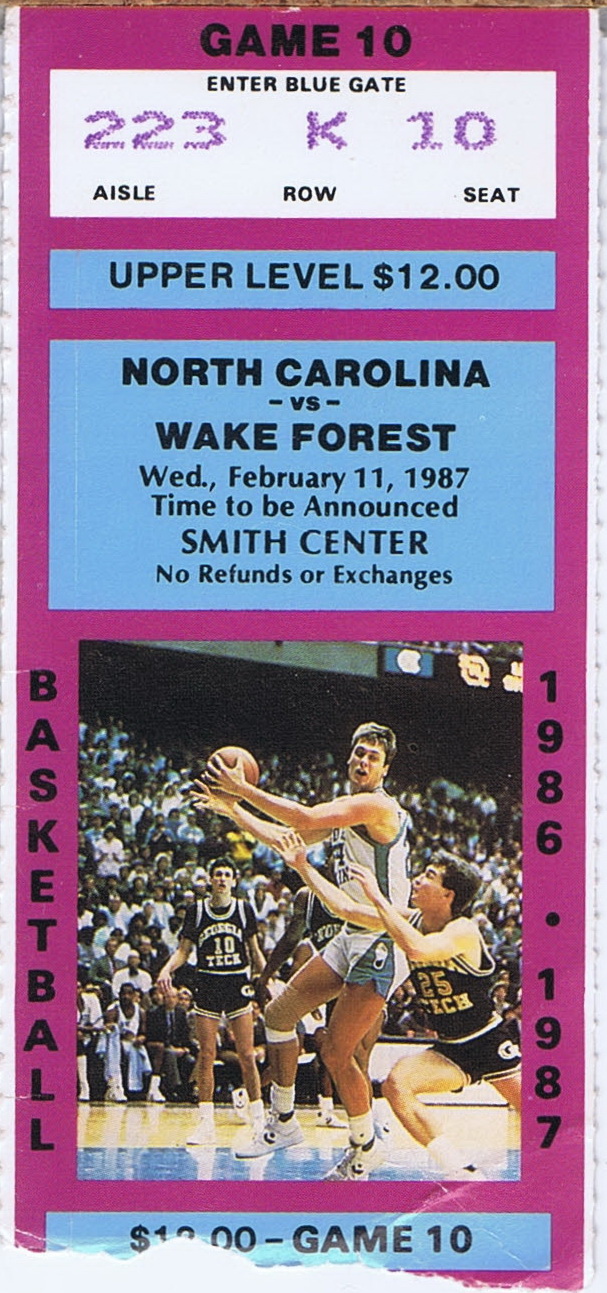 GAME 10
ENTER BLUE GATE
223 K 10
AISLE ROW SEAT
UPPER LEVEL $12.00
NORTH CAROLINA
- VS -
WAKE FOREST
Wed., February 11, 1987
Time to be Announced
SMITH CENTER
No Refunds or Exchanges
BASKETBALL
1986 • 1987
GEORGIA
10
TECH
25
TECH
$12.00 - GAME 10